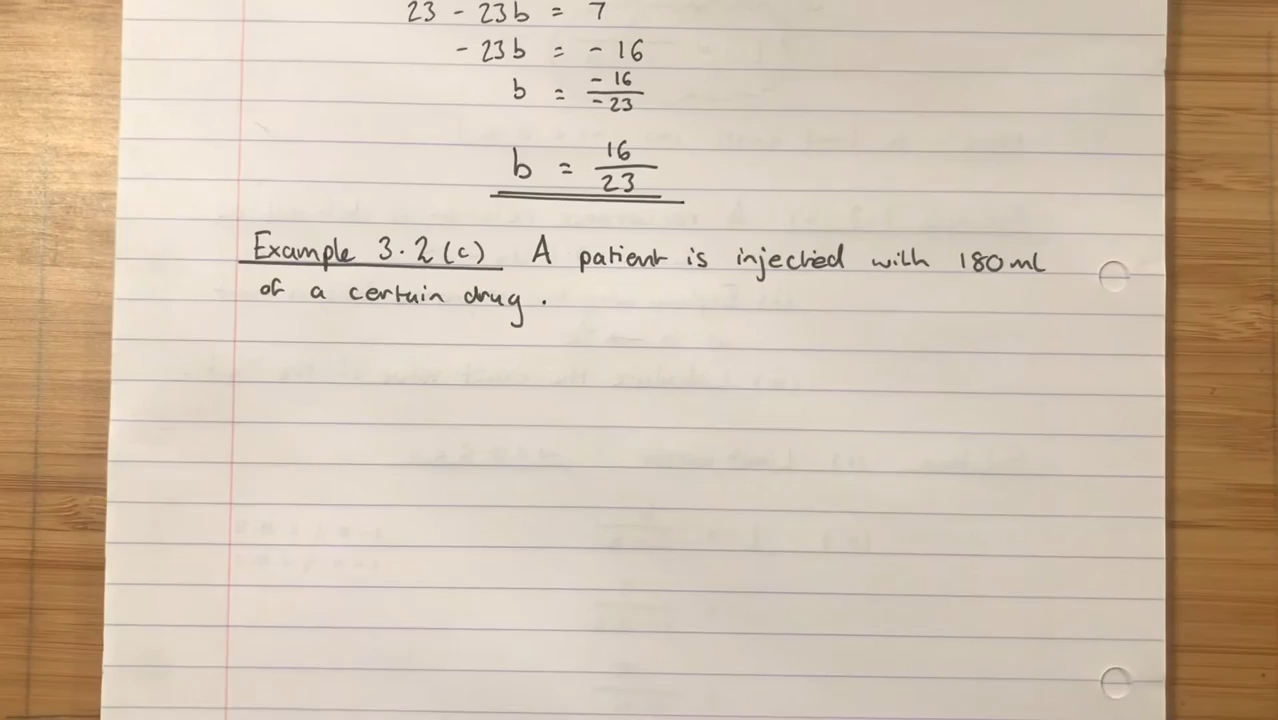 23 - 23b = 7
- 23b = - 16
b = - 16 / - 23
b = 16 / 23
Example 3.2 (c) A patient is injected with 180ml
of a certain drug.